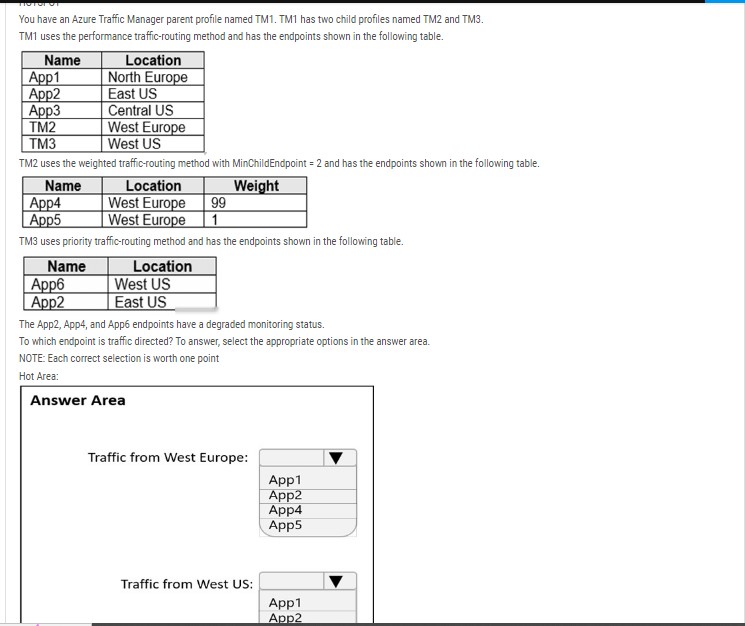 You have an Azure Traffic Manager parent profile named TM1. TM1 has two child profiles named TM2 and TM3.
TM1 uses the performance traffic-routing method and has the endpoints shown in the following table.
Name Location
App1 North Europe
App2 East US
App3 Central US
TM2 West Europe
TM3 West US
TM2 uses the weighted traffic-routing method with MinChildEndpoint = 2 and has the endpoints shown in the following table.
Name Location Weight
App4 West Europe 99
App5 West Europe 1
TM3 uses priority traffic-routing method and has the endpoints shown in the following table.
Name Location
App6 West US
App2 East US
The App2, App4, and App6 endpoints have a degraded monitoring status.
To which endpoint is traffic directed? To answer, select the appropriate options in the answer area.
NOTE: Each correct selection is worth one point
Hot Area:
Answer Area
Traffic from West Europe:
App1
App2
App4
App5
Traffic from West US:
App1
App2